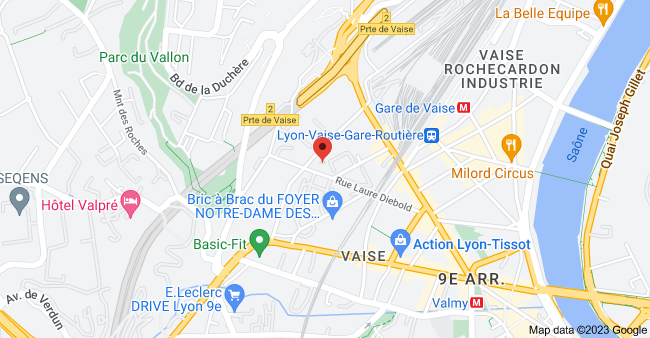 La Belle Equipe
2
Prte de Vaise
Parc du Vallon
VAISE
ROCHECARDON
INDUSTRIE
Bd de la Duchère
Quai Joseph Gillet
Mnt des Roches
2
Prte de Vaise
Gare de Vaise M
Lyon-Vaise-Gare-Routière
Saône
Milord Circus
SEQENS
Rue Laure Diebold
Hôtel Valpré
Bric à Brac du FOYER
NOTRE-DAME DES...
Basic-Fit
Action Lyon-Tissot
VAISE
9E ARR.
E.Leclerc
DRIVE Lyon 9e
Valmy M
Av. de Verdun
Map data ©2023 Google